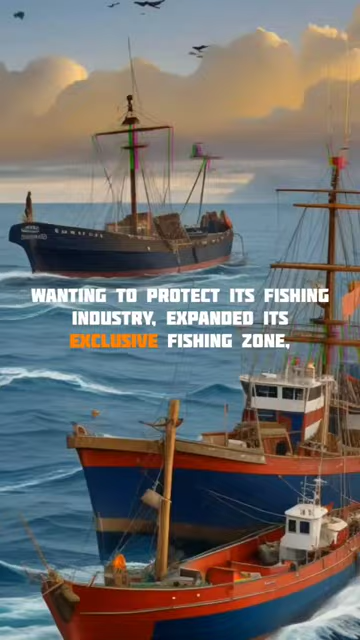 WANTING TO PROTECT ITS FISHING
INDUSTRY, EXPANDED ITS
EXCLUSIVE FISHING ZONE,